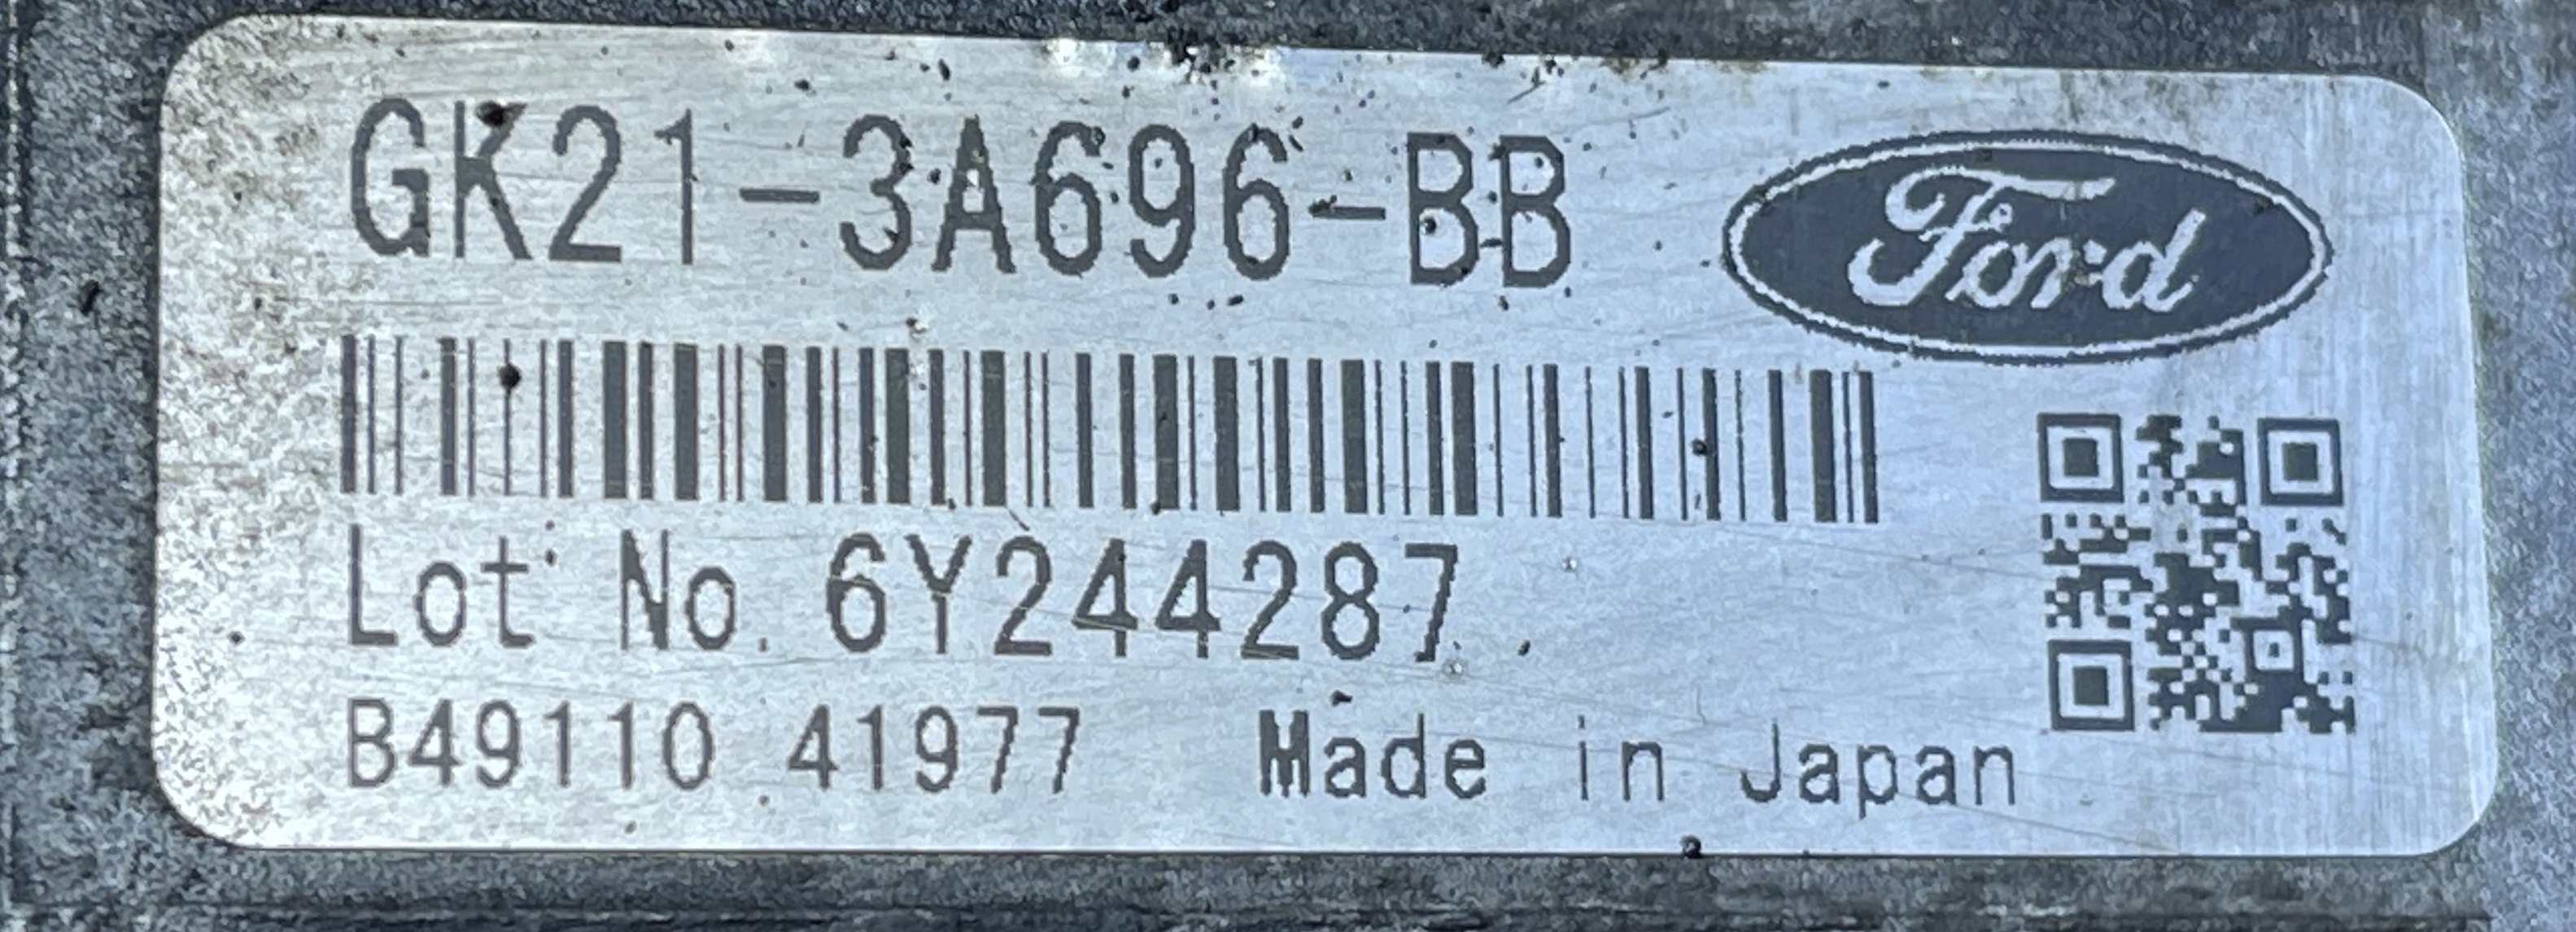 GK21-3A696-BB
Ford
Lot No. 6Y244287
B49110 41977 Made in Japan